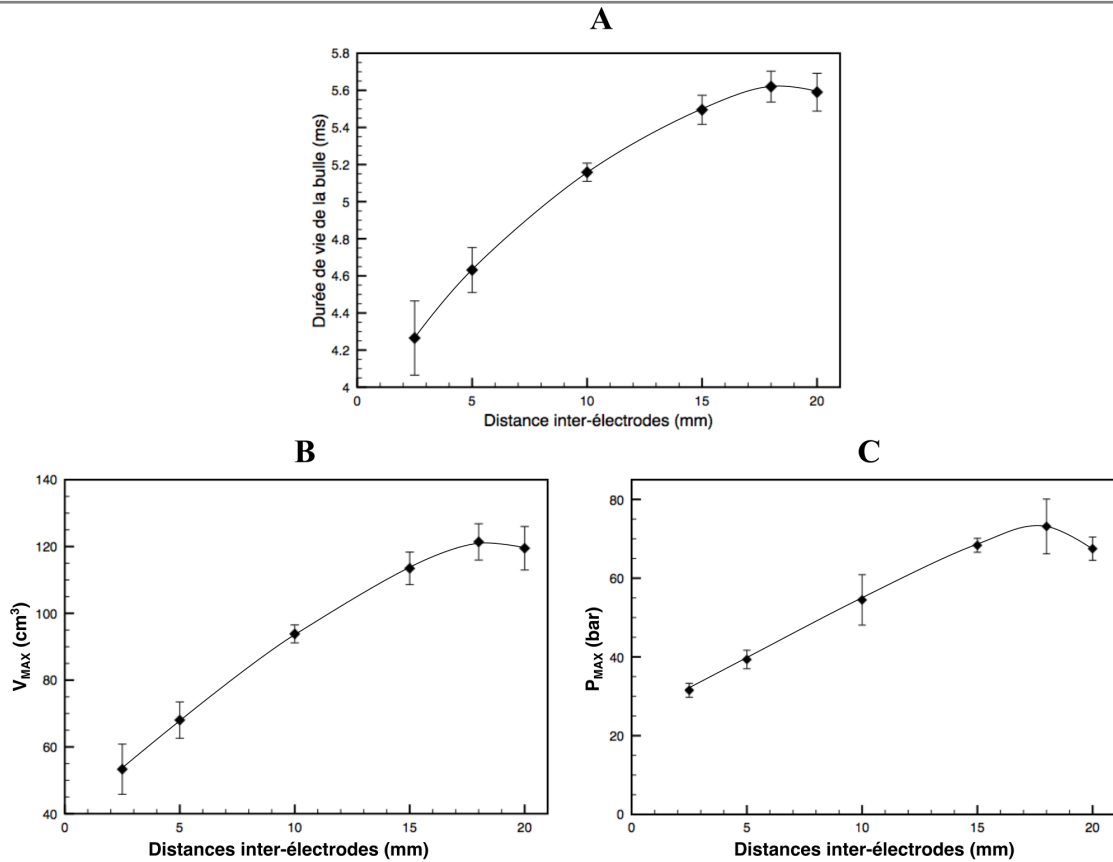 A
5.8
5.6
5.4
5.2
5
4.8
4.6
4.4
4.2
4
Durée de vie de la bulle (ms)
0 5 10 15 20
Distance inter-électrodes (mm)
B
140
120
100
80
60
40
V_MAX (cm³)
0 5 10 15 20
Distances inter-électrodes (mm)
C
80
60
40
20
0
P_MAX (bar)
0 5 10 15 20
Distances inter-électrodes (mm)